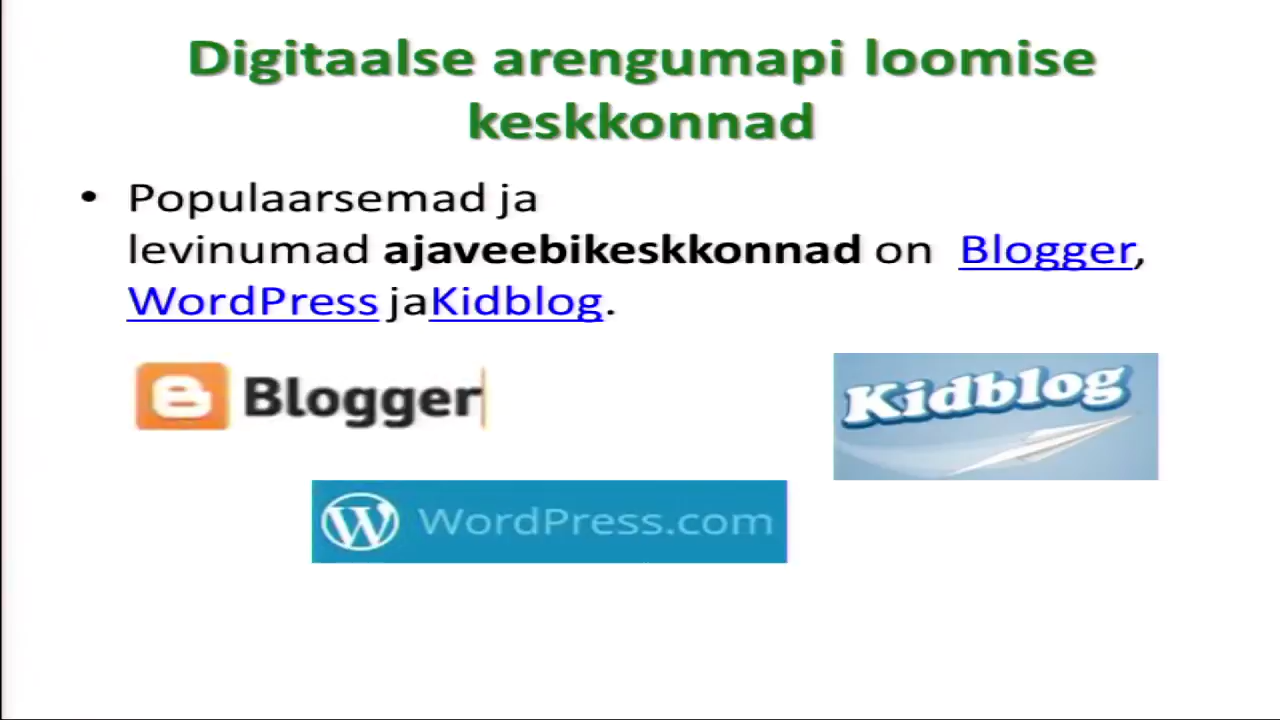 Digitaalse arengumapi loomise
keskkonnad
• Populaarsemad ja
levinumad ajaveebikeskkonnad on Blogger,
WordPress jaKidblog.
Blogger
Kidblog
WordPress.com